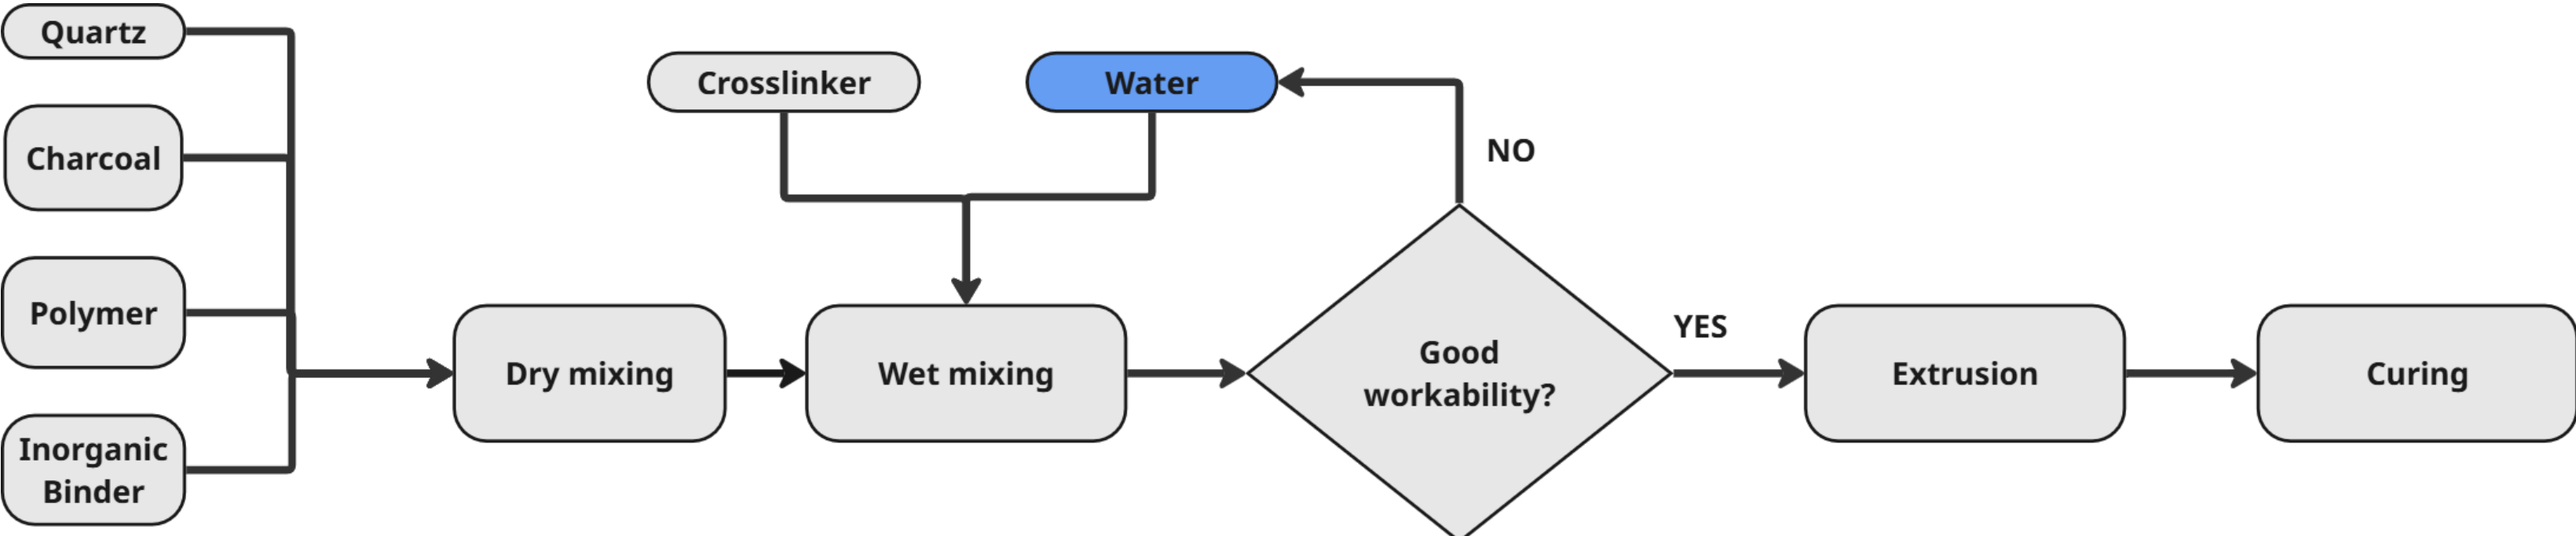 Quartz
Charcoal
Polymer
Inorganic
Binder
Crosslinker
Water
Dry mixing
Wet mixing
Good
workability?
NO
YES
Extrusion
Curing